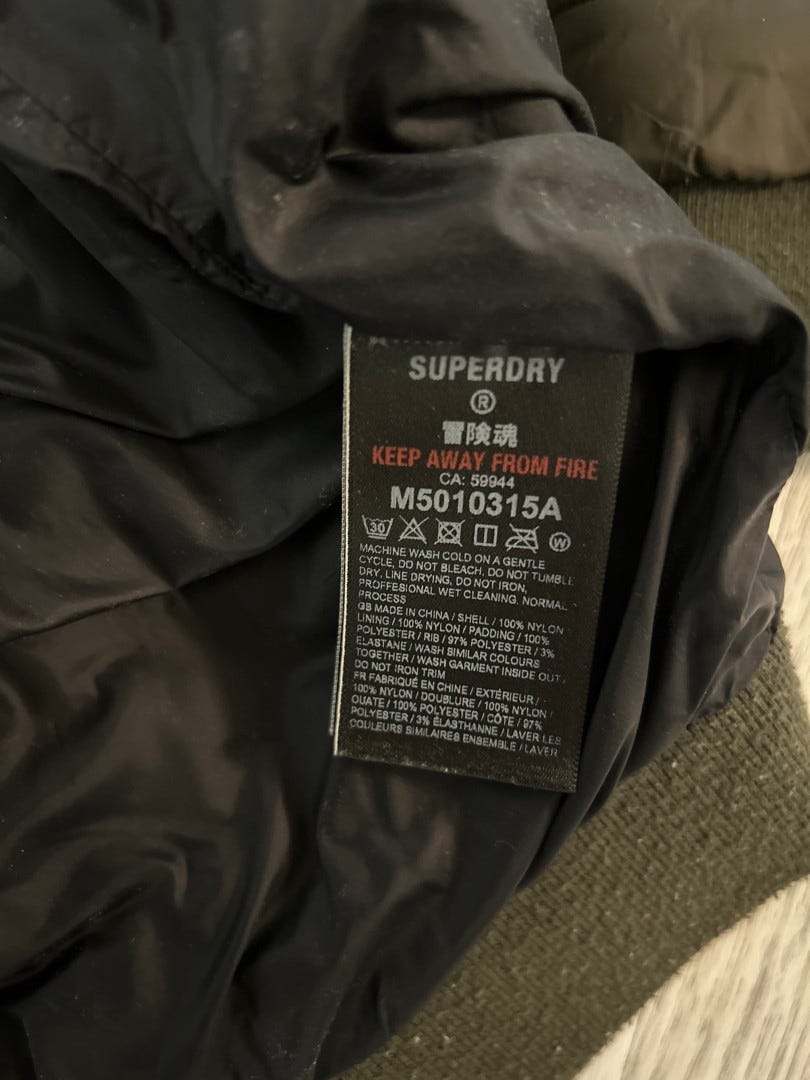 SUPERDRY
®
冒険魂
KEEP AWAY FROM FIRE
CA: 59944
M5010315A
30 W
MACHINE WASH COLD ON A GENTLE
CYCLE, DO NOT BLEACH, DO NOT TUMBLE
DRY, LINE DRYING, DO NOT IRON,
PROFFESIONAL WET CLEANING, NORMAL
PROCESS
GB MADE IN CHINA / SHELL / 100% NYLON
LINING / 100% NYLON / PADDING / 100%
POLYESTER / RIB / 97% POLYESTER / 3%
ELASTANE / WASH SIMILAR COLOURS
TOGETHER / WASH GARMENT INSIDE OUT /
DO NOT IRON TRIM
FR FABRIQUÉ EN CHINE / EXTÉRIEUR /
100% NYLON / DOUBLURE / 100% NYLON /
OUATE / 100% POLYESTER / CÔTE / 97%
POLYESTER / 3% ÉLASTHANNE / LAVER LES
COULEURS SIMILAIRES ENSEMBLE / LAVER